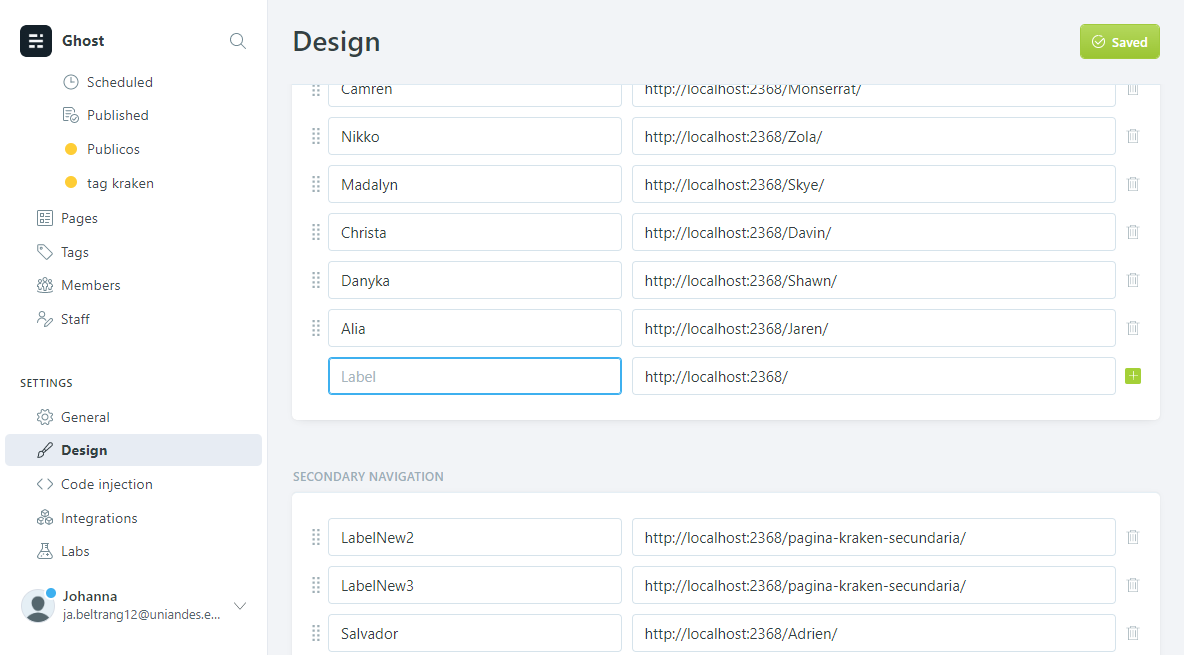 Ghost
Scheduled
Published
Publicos
tag kraken
Pages
Tags
Members
Staff
SETTINGS
General
Design
Code injection
Integrations
Labs
Johanna
ja.beltrang12@uniandes.e...
Design
Saved
Camren http://localhost:2368/Monserrat/
Nikko http://localhost:2368/Zola/
Madalyn http://localhost:2368/Skye/
Christa http://localhost:2368/Davin/
Danyka http://localhost:2368/Shawn/
Alia http://localhost:2368/Jaren/
Label http://localhost:2368/
SECONDARY NAVIGATION
LabelNew2 http://localhost:2368/pagina-kraken-secundaria/
LabelNew3 http://localhost:2368/pagina-kraken-secundaria/
Salvador http://localhost:2368/Adrien/